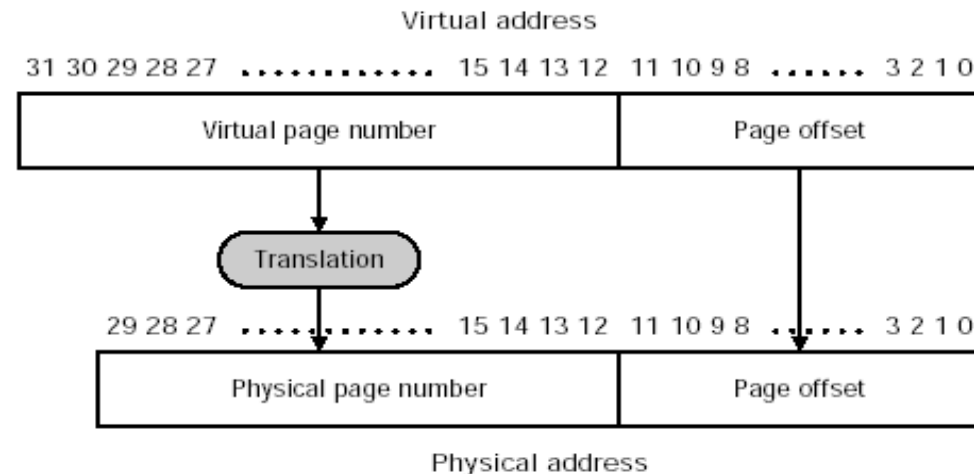 Virtual address
31 30 29 28 27 ............. 15 14 13 12 11 10 9 8 ...... 3 2 1 0
Virtual page number Page offset
Translation
29 28 27 ............. 15 14 13 12 11 10 9 8 ...... 3 2 1 0
Physical page number Page offset
Physical address